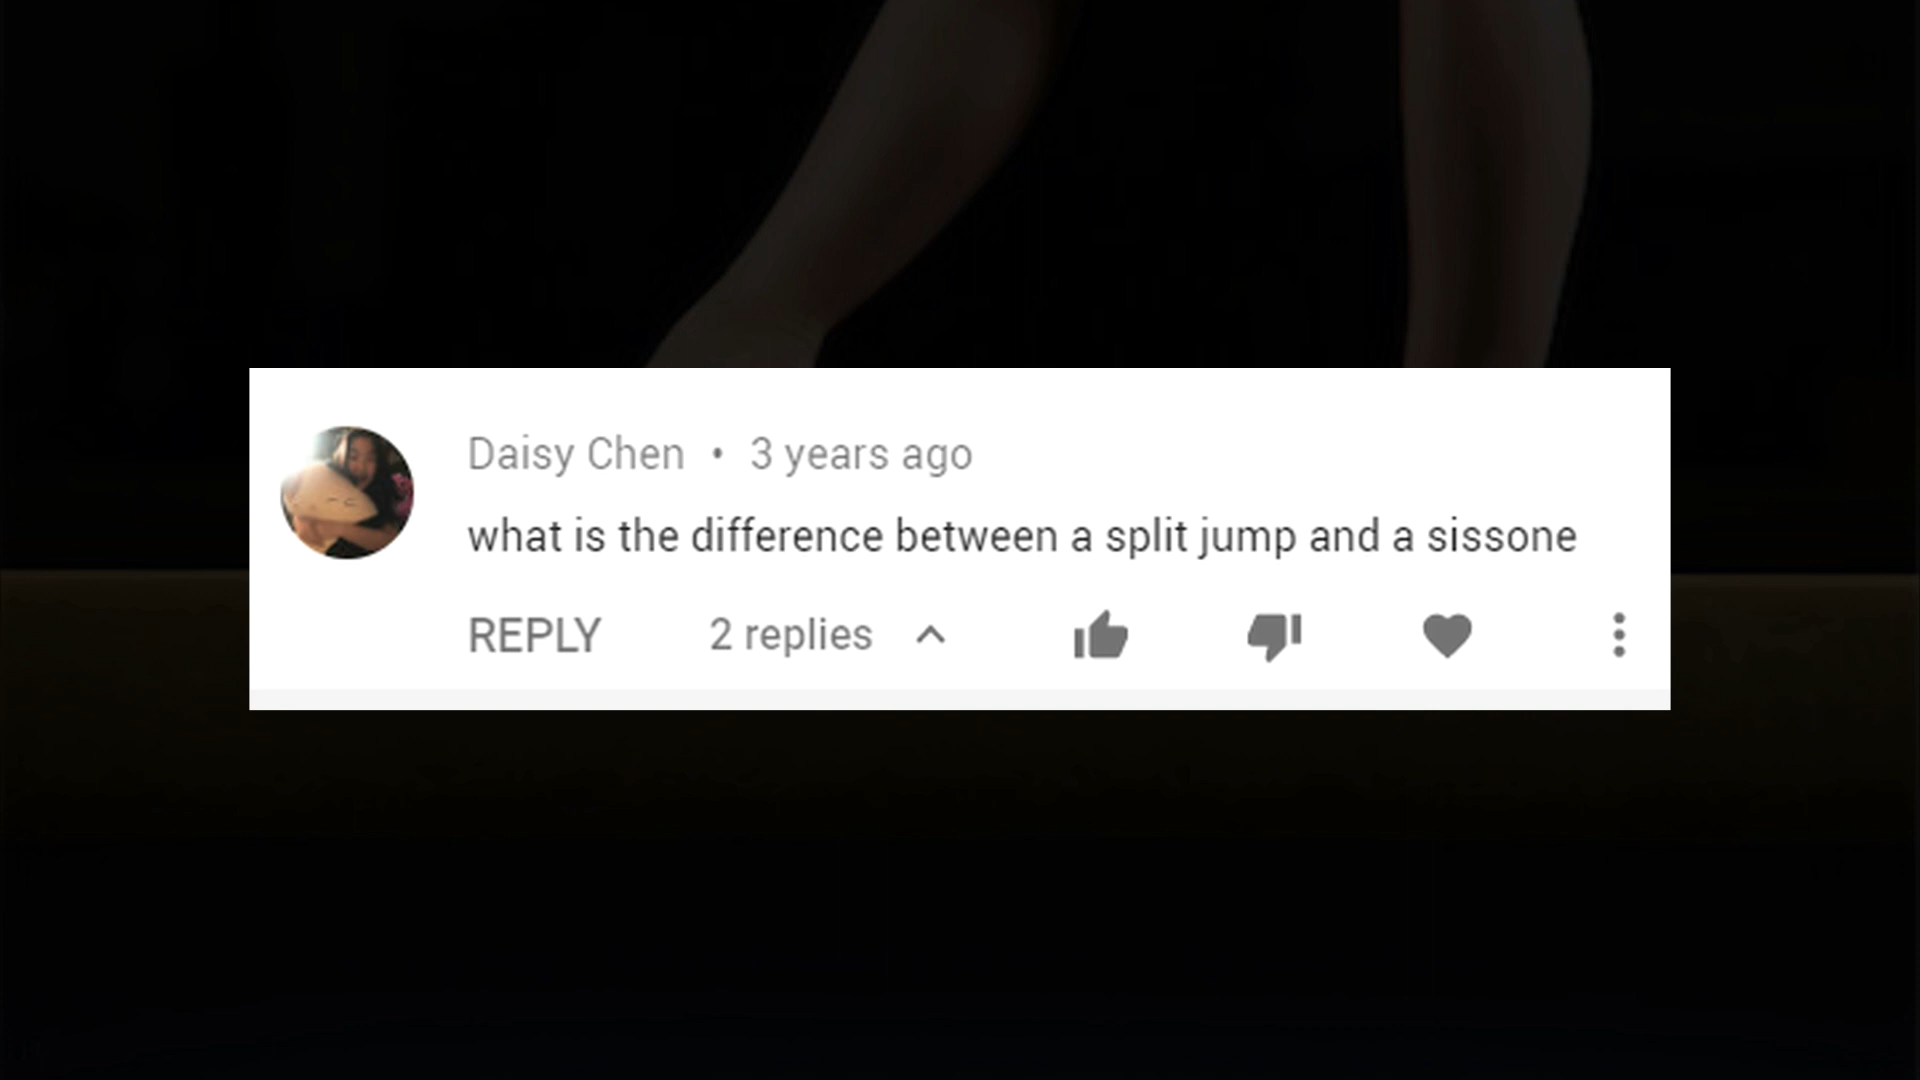 Daisy Chen • 3 years ago
what is the difference between a split jump and a sissone
REPLY 2 replies